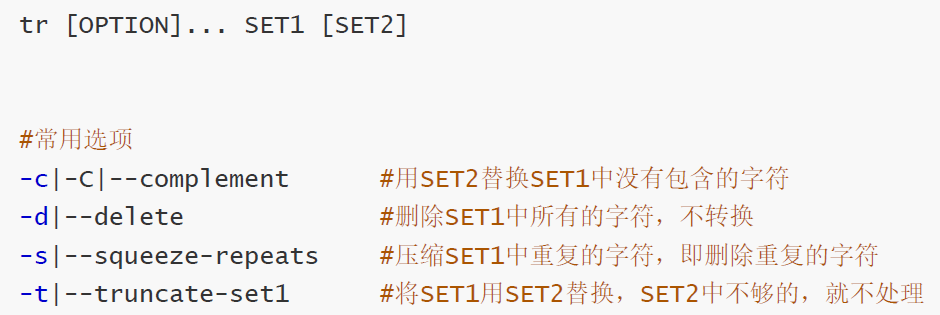 tr [OPTION]... SET1 [SET2]
#常用选项
-c|-C|--complement #用SET2替换SET1中没有包含的字符
-d|--delete #删除SET1中所有的字符，不转换
-s|--squeeze-repeats #压缩SET1中重复的字符，即删除重复的字符
-t|--truncate-set1 #将SET1用SET2替换，SET2中不够的，就不处理